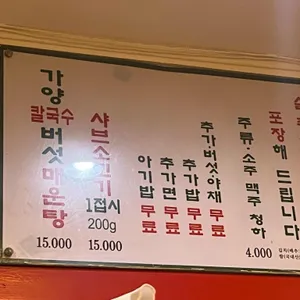 가양
칼국수
버섯매운탕
15.000
샤브소고기
1접시
200g
15.000
아기밥 무료
추가면 무료
추가밥 무료
추가버섯야채 무료
주류·소주 맥주 청하
4.000
포장해 드립니다